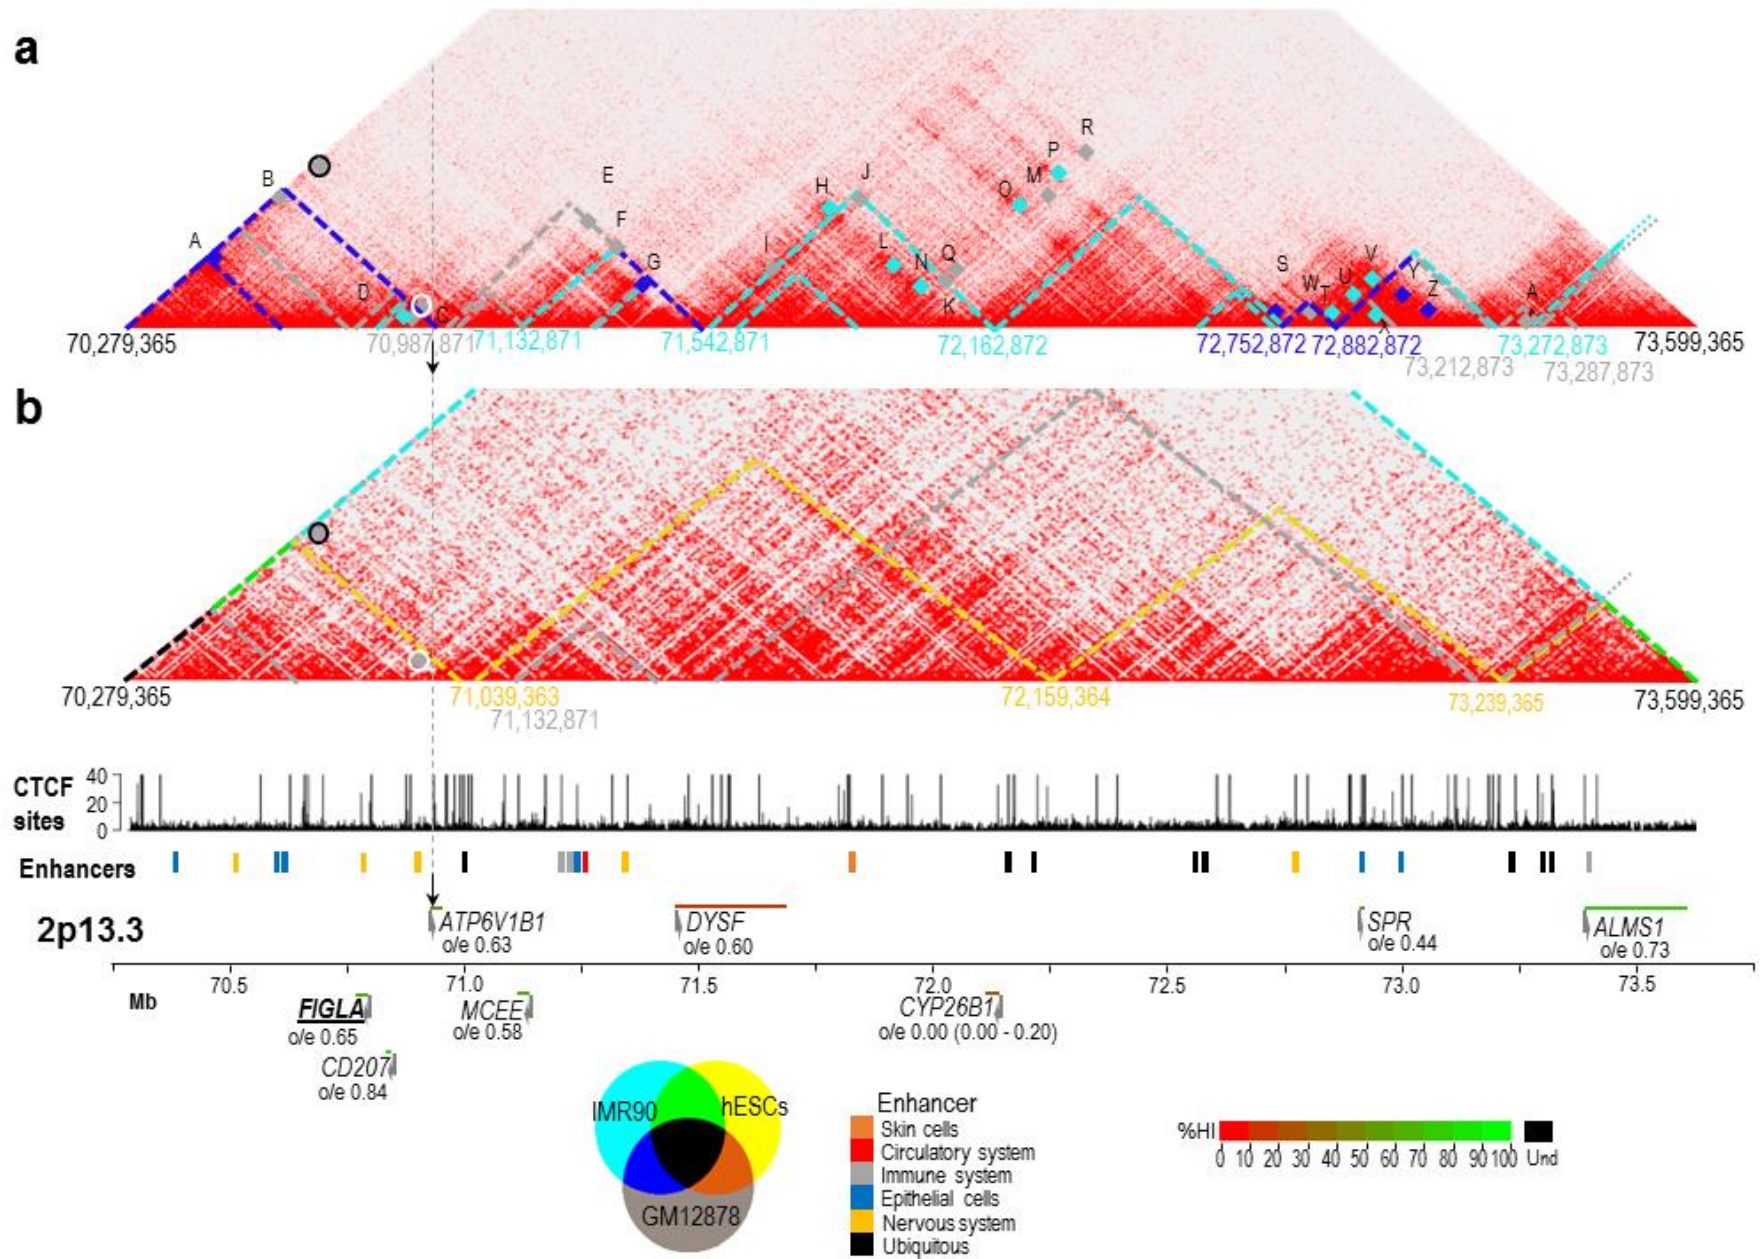 a
R
P
B
E
M
J
H
O
F
A
L
Q
I
G
N
S
V
Y
U
D
W
T
Z
A
C
K
X
70,279,365
70,987,871
71,132,871
71,542,871
72,162,872
72,752,872
72,882,872
73,272,873
73,599,365
73,212,873
73,287,873
b
70,279,365
71,039,363
72,159,364
73,239,365
73,599,365
71,132,871
CTCF
sites
40
20
0
Enhancers
2p13.3
ATP6V1B1
o/e 0.63
DYSF
o/e 0.60
SPR
o/e 0.44
ALMS1
o/e 0.73
Mb
70.5
71.0
71.5
72.0
72.5
73.0
73.5
FIGLA
o/e 0.65
MCEE
o/e 0.58
CYP26B1
o/e 0.00 (0.00 - 0.20)
CD207
o/e 0.84
IMR90
hESCs
GM12878
Enhancer
Skin cells
Circulatory system
Immune system
Epithelial cells
Nervous system
Ubiquitous
%HI
0 10 20 30 40 50 60 70 80 90 100 Und